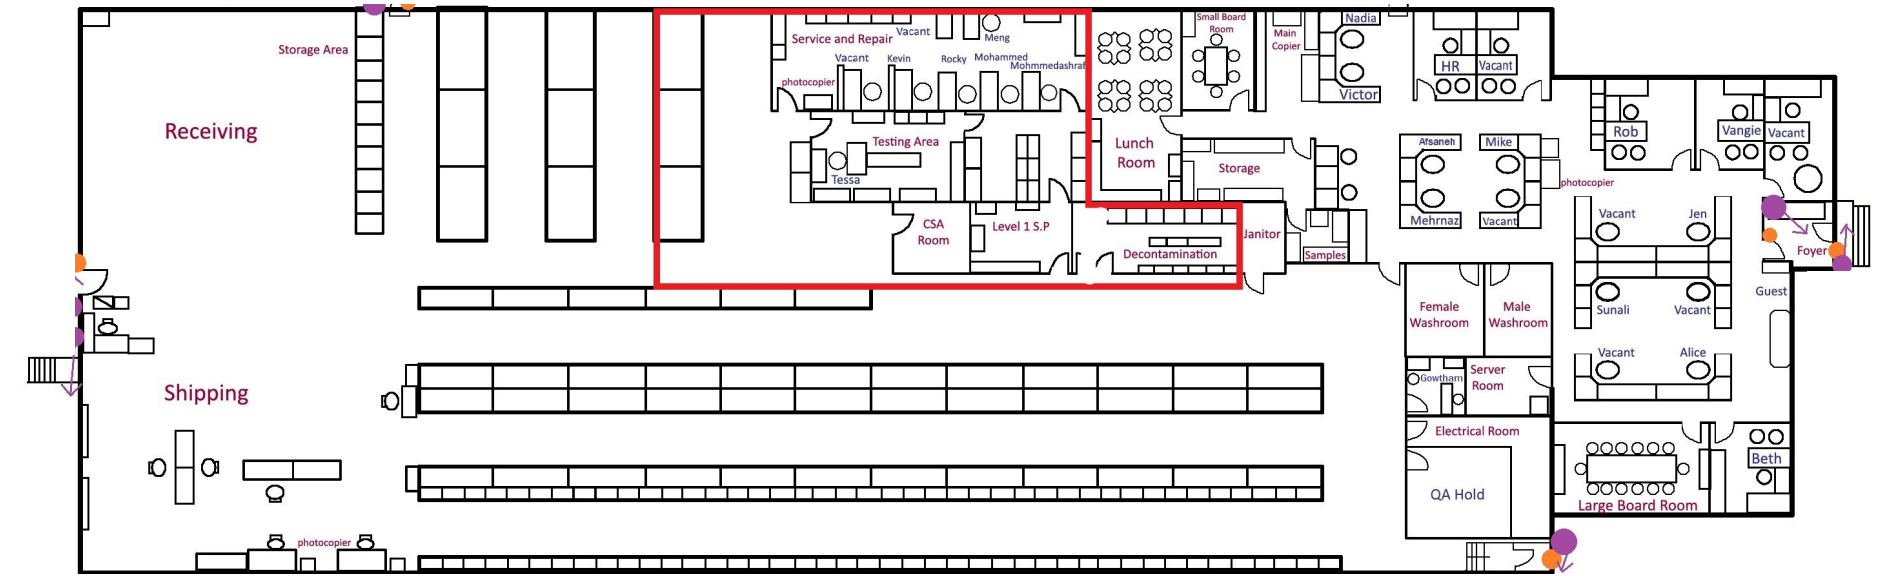 Storage Area
Receiving
Shipping
photocopier
Service and Repair
Vacant
Meng
Vacant
Kevin
Rocky
Mohammed
Mohmmedashraf
photocopier
Testing Area
Tessa
CSA
Room
Level 1 S.P
Decontamination
Lunch
Room
Small Board
Room
Storage
Janitor
Samples
Main
Copier
Nadia
Victor
HR
Vacant
Afsaneh
Mike
Mehrnaz
Vacant
photocopier
Rob
Vangie
Vacant
Vacant
Jen
Foyer
Guest
Sunali
Vacant
Vacant
Alice
Female
Washroom
Male
Washroom
Gowtham
Server
Room
Electrical Room
QA Hold
Large Board Room
Beth